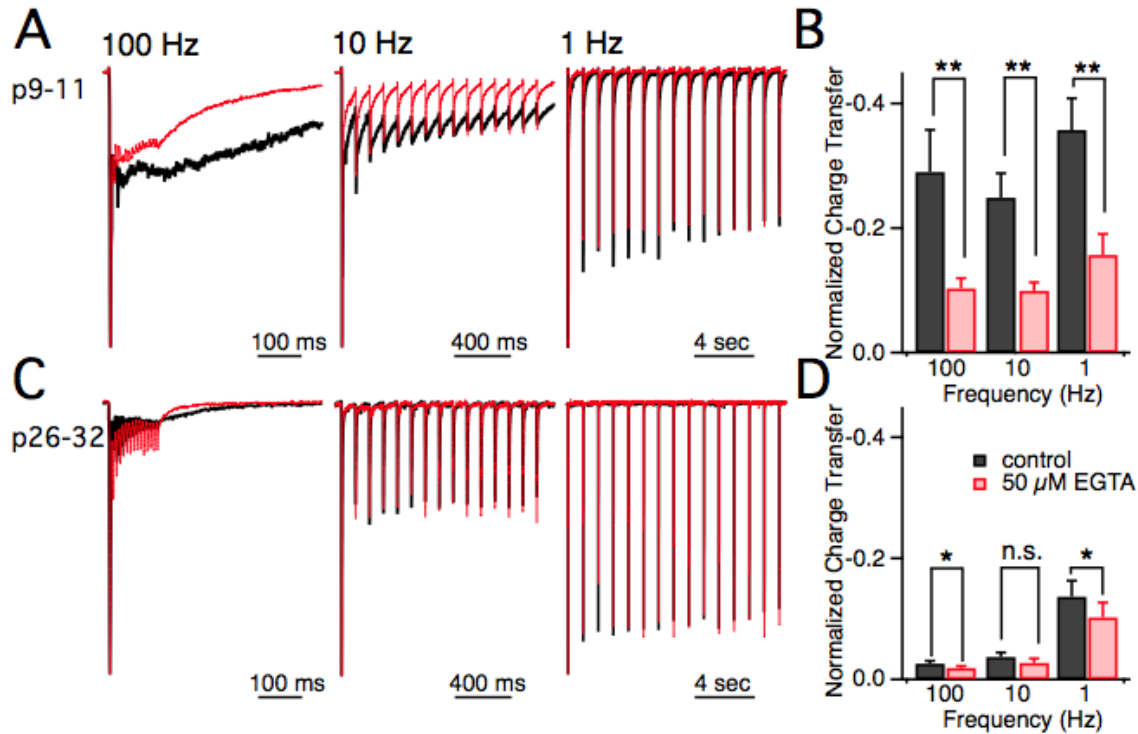 A
100 Hz
10 Hz
1 Hz
p9-11
100 ms
400 ms
4 sec
B
** ** **
Normalized Charge Transfer
-0.4
-0.2
0.0
100 10 1
Frequency (Hz)
C
p26-32
100 ms
400 ms
4 sec
D
Normalized Charge Transfer
-0.4
-0.2
0.0
control
50 µM EGTA
* n.s. *
100 10 1
Frequency (Hz)